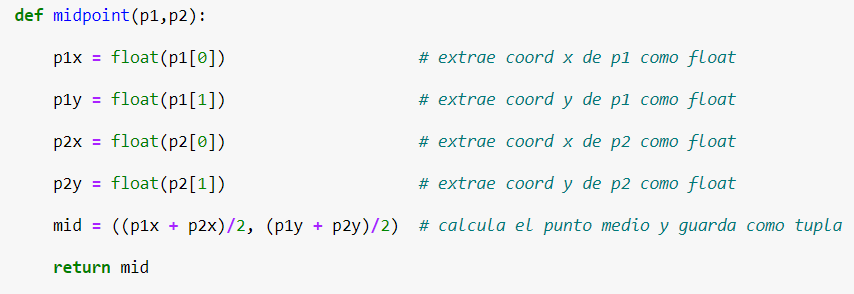 def midpoint(p1,p2):
p1x = float(p1[0]) # extrae coord x de p1 como float
p1y = float(p1[1]) # extrae coord y de p1 como float
p2x = float(p2[0]) # extrae coord x de p2 como float
p2y = float(p2[1]) # extrae coord y de p2 como float
mid = ((p1x + p2x)/2, (p1y + p2y)/2) # calcula el punto medio y guarda como tupla
return mid